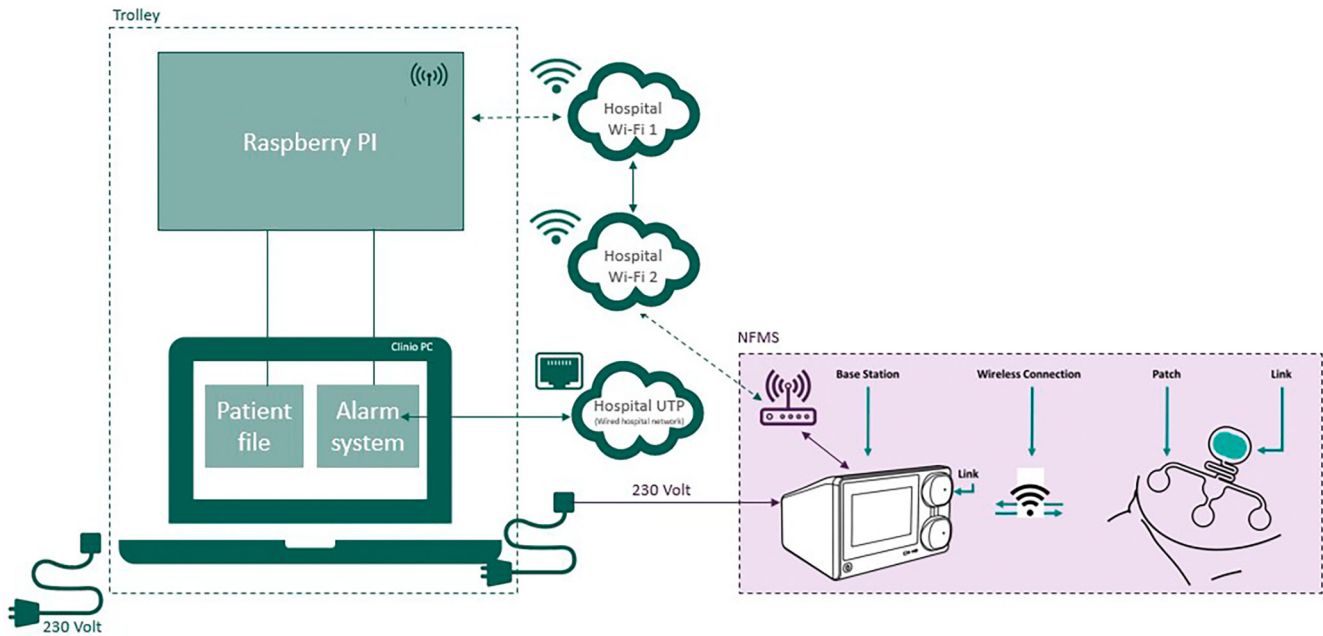 Trolley
Raspberry PI
Hospital
Wi-Fi 1
Hospital
Wi-Fi 2
Clinio PC
Patient
file
Alarm
system
Hospital UTP
(Wired hospital network)
230 Volt
230 Volt
NFMS
Base Station
Wireless Connection
Patch
Link
Link